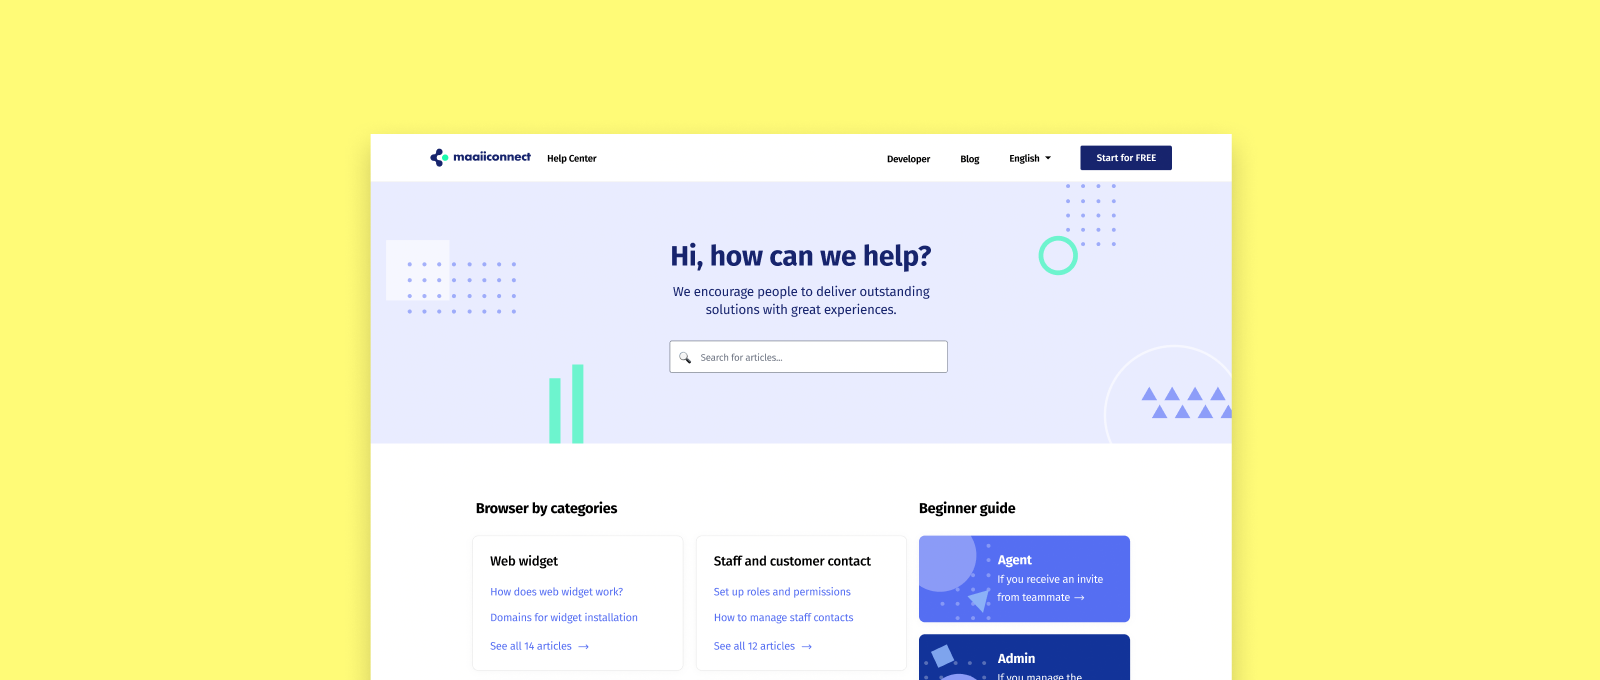 maaiiconnect Help Center Developer Blog English Start for FREE
Hi, how can we help?
We encourage people to deliver outstanding
solutions with great experiences.
Search for articles...
Browser by categories
Web widget
How does web widget work?
Domains for widget installation
See all 14 articles →
Staff and customer contact
Set up roles and permissions
How to manage staff contacts
See all 12 articles →
Beginner guide
Agent
If you receive an invite
from teammate →
Admin
If you manage the